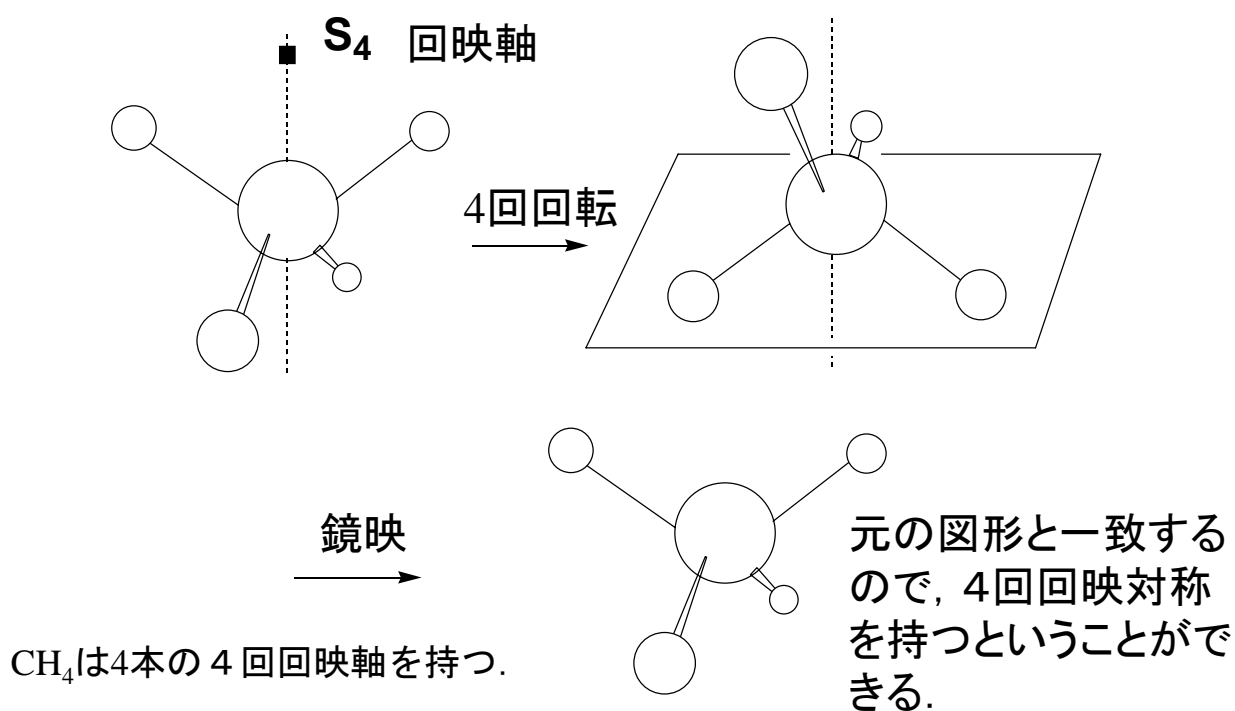 S₄ 回映軸
4回回転
鏡映
元の図形と一致する
ので, 4回回映対称
を持つということがで
きる.
CH₄は4本の4回回映軸を持つ.